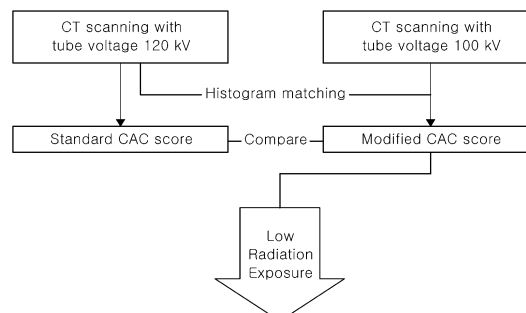 CT scanning with
tube voltage 120 kV
CT scanning with
tube voltage 100 kV
Histogram matching
Standard CAC score
Compare
Modified CAC score
Low
Radiation
Exposure